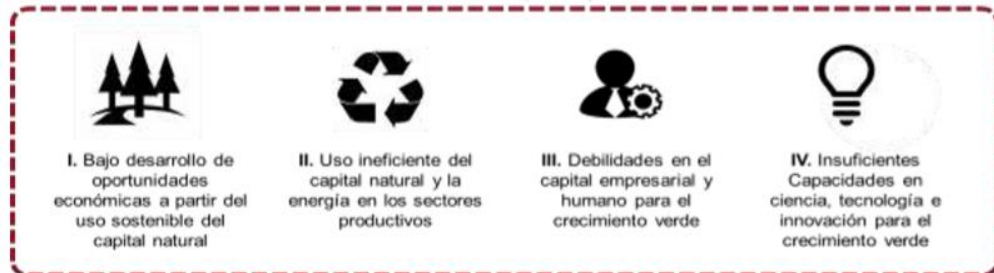 I. Bajo desarrollo de
oportunidades
económicas a partir del
uso sostenible del
capital natural
II. Uso ineficiente del
capital natural y la
energía en los sectores
productivos
III. Debilidades en el
capital empresarial y
humano para el
crecimiento verde
IV. Insuficientes
Capacidades en
ciencia, tecnología e
innovación para el
crecimiento verde